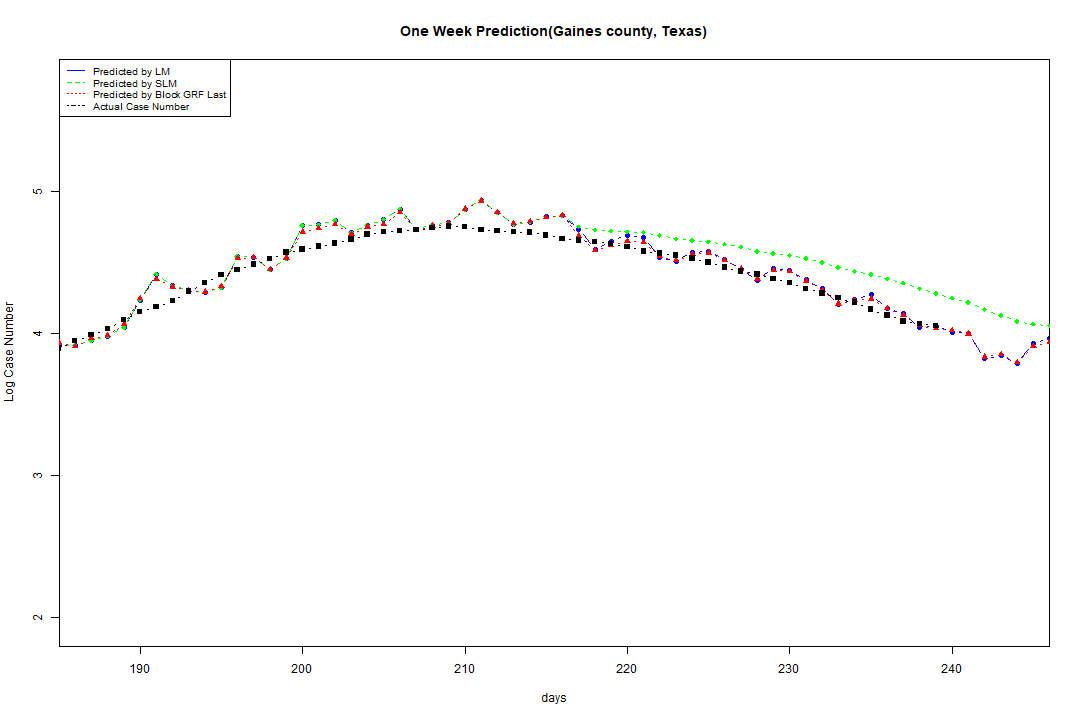 One Week Prediction(Gaines county, Texas)
Predicted by LM
Predicted by SLM
Predicted by Block GRF Last
Actual Case Number
5
4
3
2
Log Case Number
190 200 210 220 230 240
days